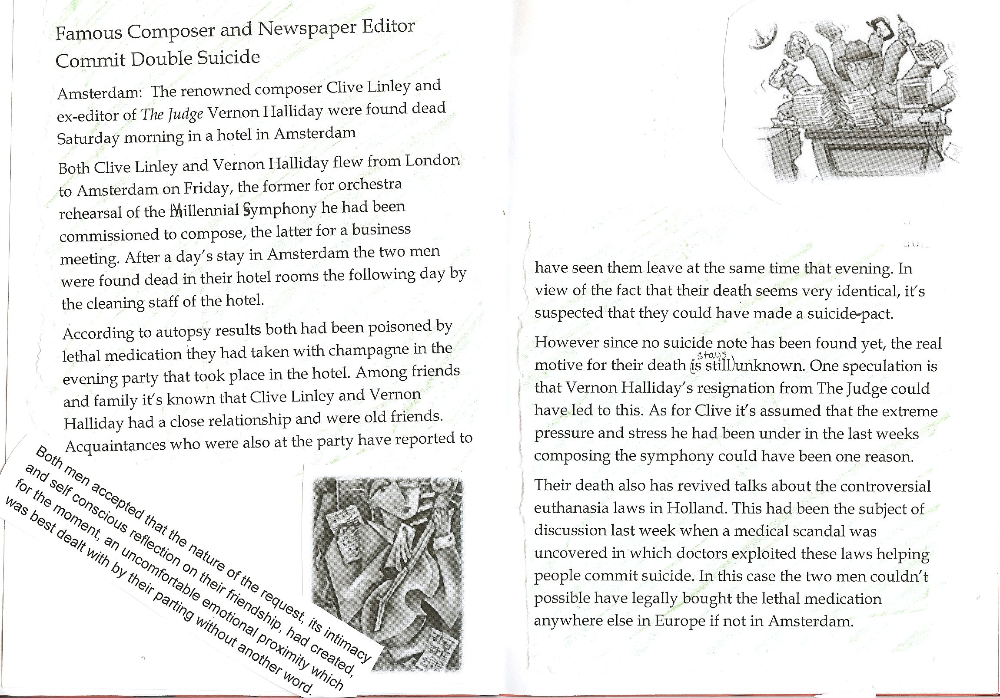 Famous Composer and Newspaper Editor
Commit Double Suicide
Amsterdam: The renowned composer Clive Linley and
ex-editor of The Judge Vernon Halliday were found dead
Saturday morning in a hotel in Amsterdam
Both Clive Linley and Vernon Halliday flew from London
to Amsterdam on Friday, the former for orchestra
rehearsal of the Millennial Symphony he had been
commissioned to compose, the latter for a business
meeting. After a day's stay in Amsterdam the two men
were found dead in their hotel rooms the following day by
the cleaning staff of the hotel.
According to autopsy results both had been poisoned by
lethal medication they had taken with champagne in the
evening party that took place in the hotel. Among friends
and family it's known that Clive Linley and Vernon
Halliday had a close relationship and were old friends.
Acquaintances who were also at the party have reported to
Both men accepted that the nature of the request, its intimacy
and self conscious reflection on their friendship, had created,
for the moment, an uncomfortable emotional proximity which
was best dealt with by their parting without another word.
have seen them leave at the same time that evening. In
view of the fact that their death seems very identical, it's
suspected that they could have made a suicide-pact.
However since no suicide note has been found yet, the real
stays
motive for their death (is still) unknown. One speculation is
that Vernon Halliday's resignation from The Judge could
have led to this. As for Clive it's assumed that the extreme
pressure and stress he had been under in the last weeks
composing the symphony could have been one reason.
Their death also has revived talks about the controversial
euthanasia laws in Holland. This had been the subject of
discussion last week when a medical scandal was
uncovered in which doctors exploited these laws helping
people commit suicide. In this case the two men couldn't
possible have legally bought the lethal medication
anywhere else in Europe if not in Amsterdam.